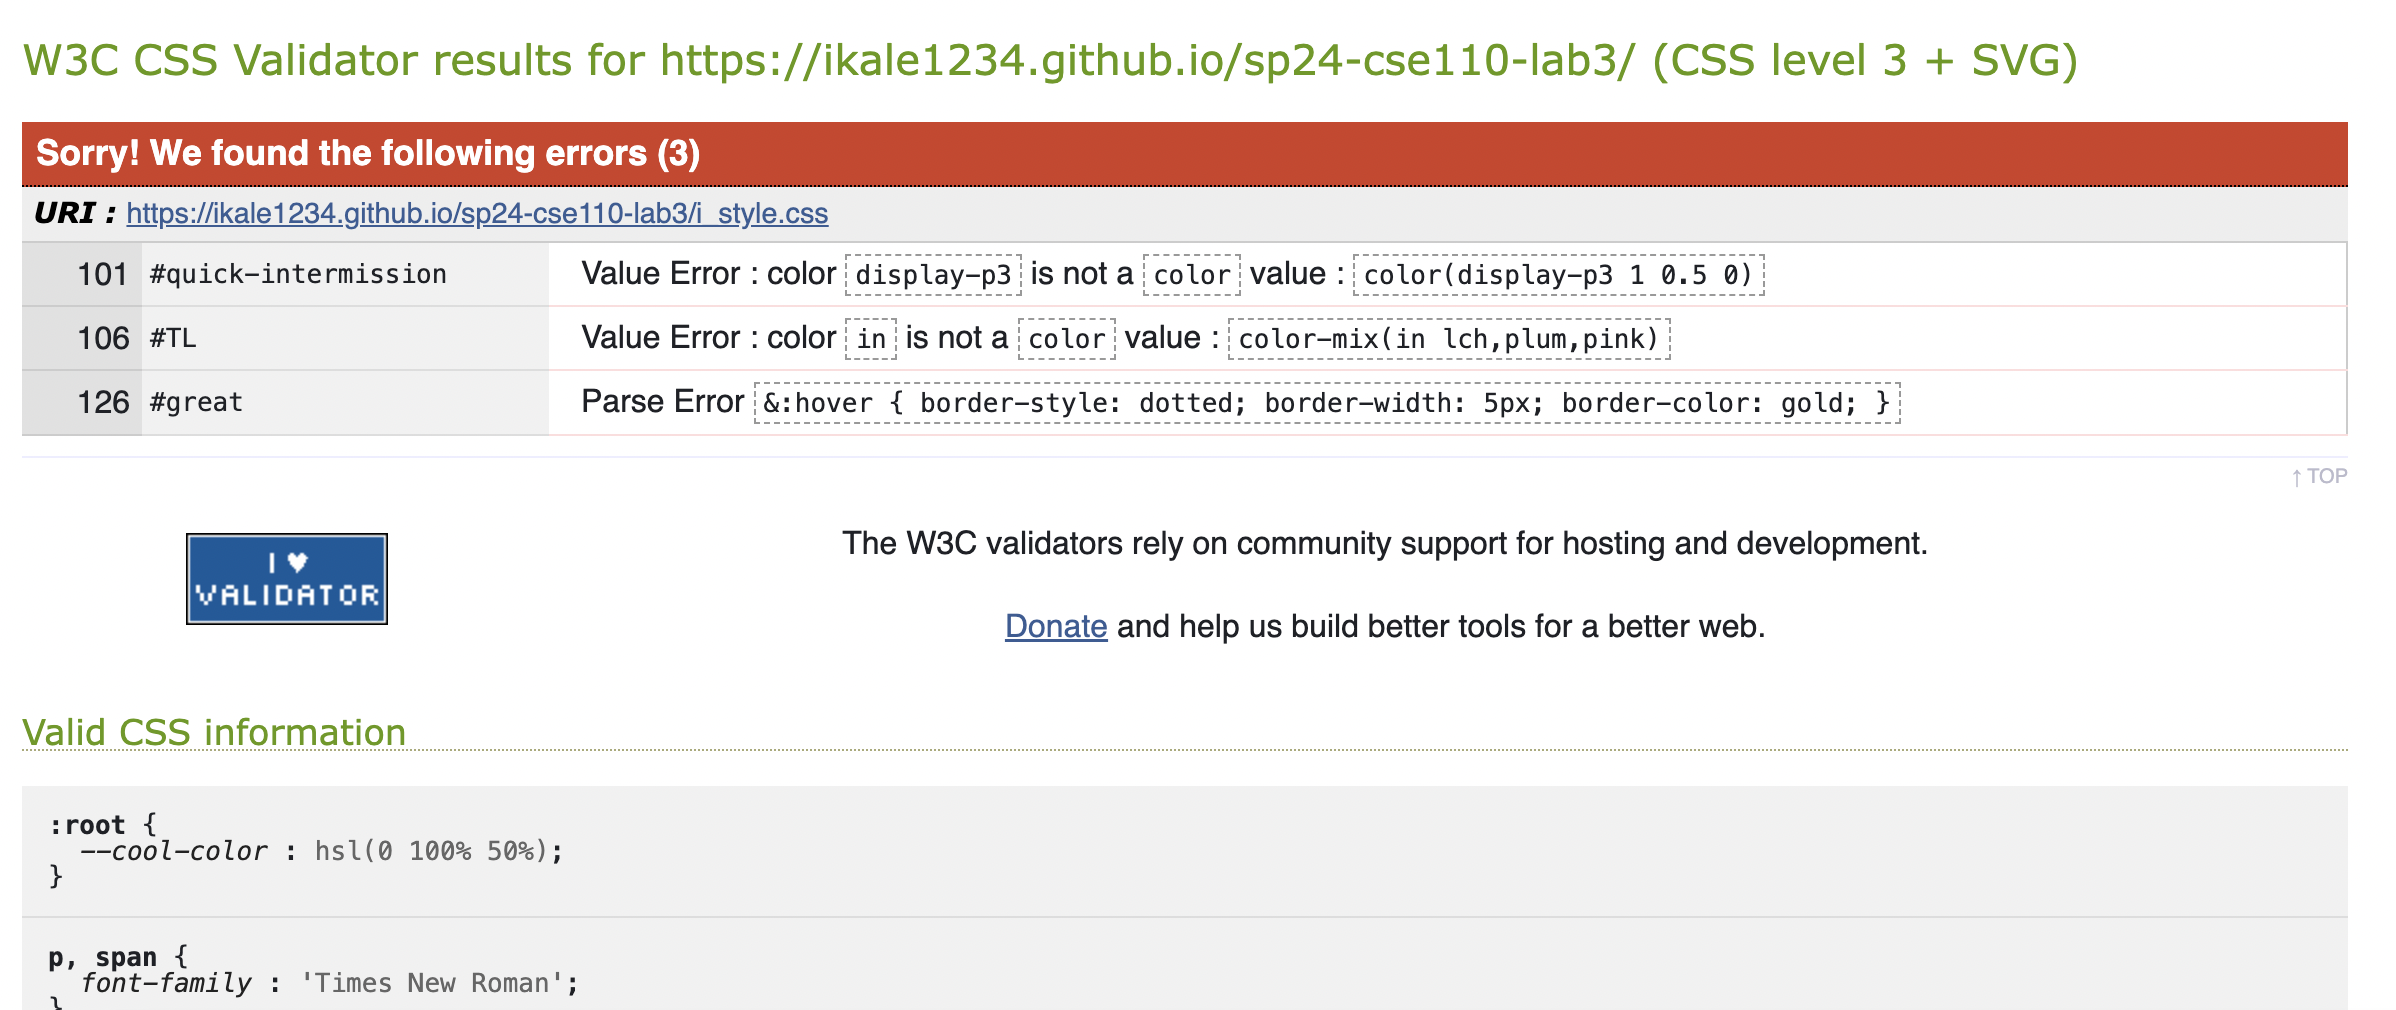 W3C CSS Validator results for https://ikale1234.github.io/sp24-cse110-lab3/ (CSS level 3 + SVG)
Sorry! We found the following errors (3)
URI : https://ikale1234.github.io/sp24-cse110-lab3/i_style.css
101 #quick-intermission Value Error : color display-p3 is not a color value : color(display-p3 1 0.5 0)
106 #TL Value Error : color in is not a color value : color-mix(in lch,plum,pink)
126 #great Parse Error &:hover { border-style: dotted; border-width: 5px; border-color: gold; }
↑ TOP
I ♥
VALIDATOR
The W3C validators rely on community support for hosting and development.
Donate and help us build better tools for a better web.
Valid CSS information
:root {
--cool-color : hsl(0 100% 50%);
}
p, span {
font-family : 'Times New Roman';
}